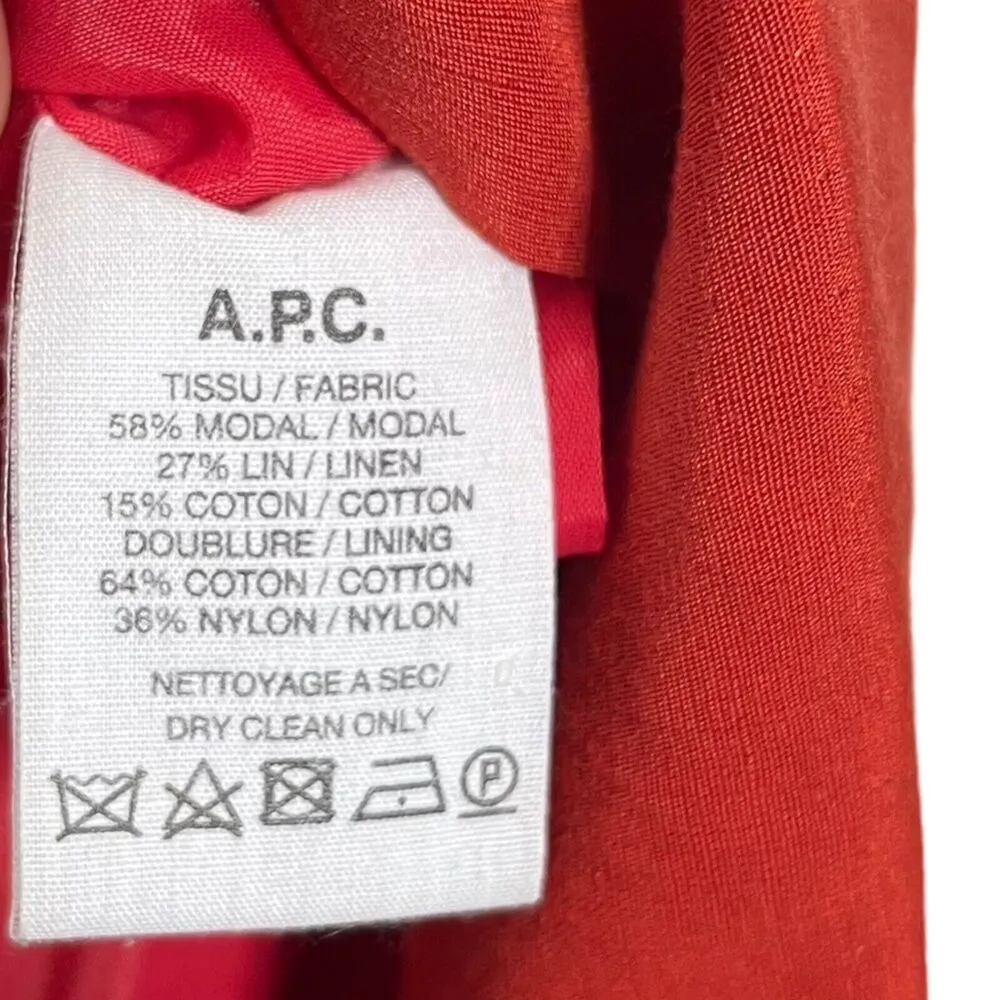 A.P.C.
TISSU / FABRIC
58% MODAL / MODAL
27% LIN / LINEN
15% COTON / COTTON
DOUBLURE / LINING
64% COTON / COTTON
36% NYLON / NYLON
NETTOYAGE A SEC/
DRY CLEAN ONLY
P